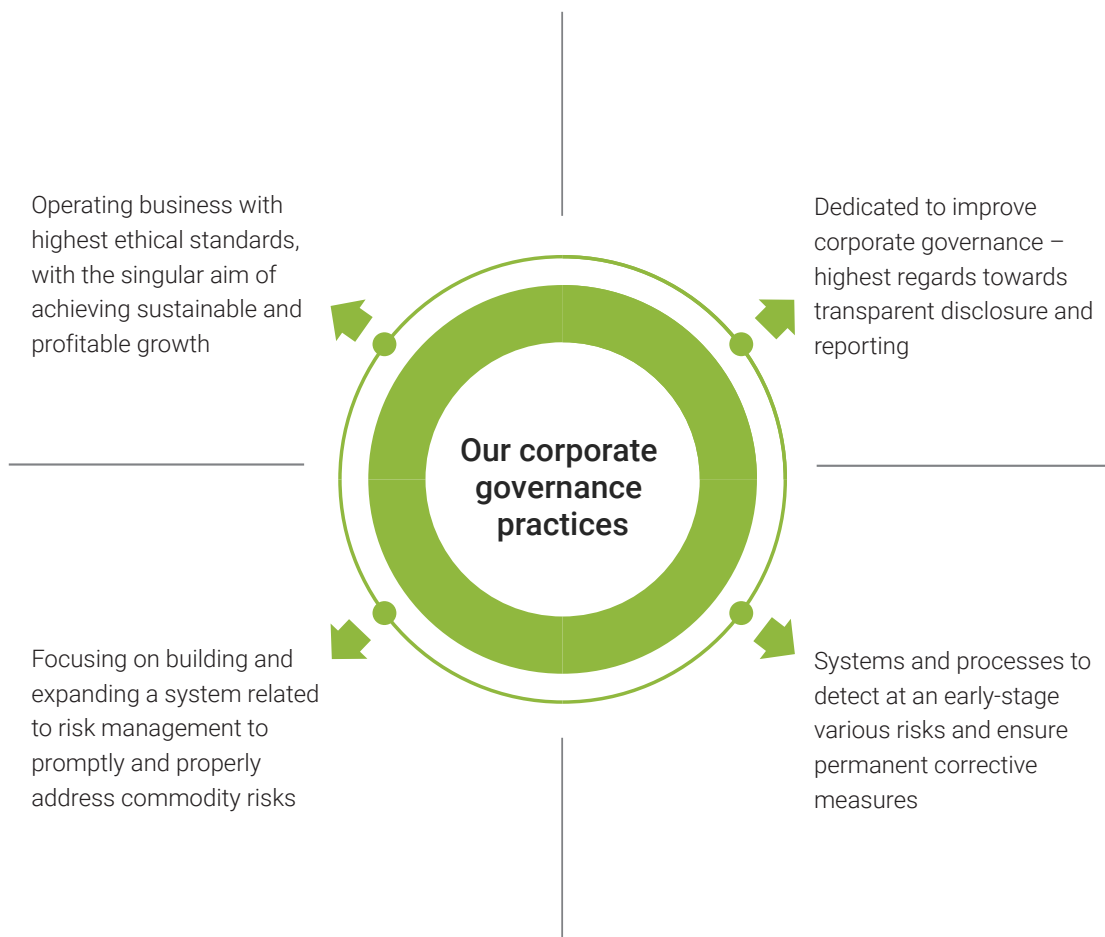 Operating business with
highest ethical standards,
with the singular aim of
achieving sustainable and
profitable growth
Dedicated to improve
corporate governance –
highest regards towards
transparent disclosure and
reporting
Our corporate
governance
practices
Focusing on building and
expanding a system related
to risk management to
promptly and properly
address commodity risks
Systems and processes to
detect at an early-stage
various risks and ensure
permanent corrective
measures